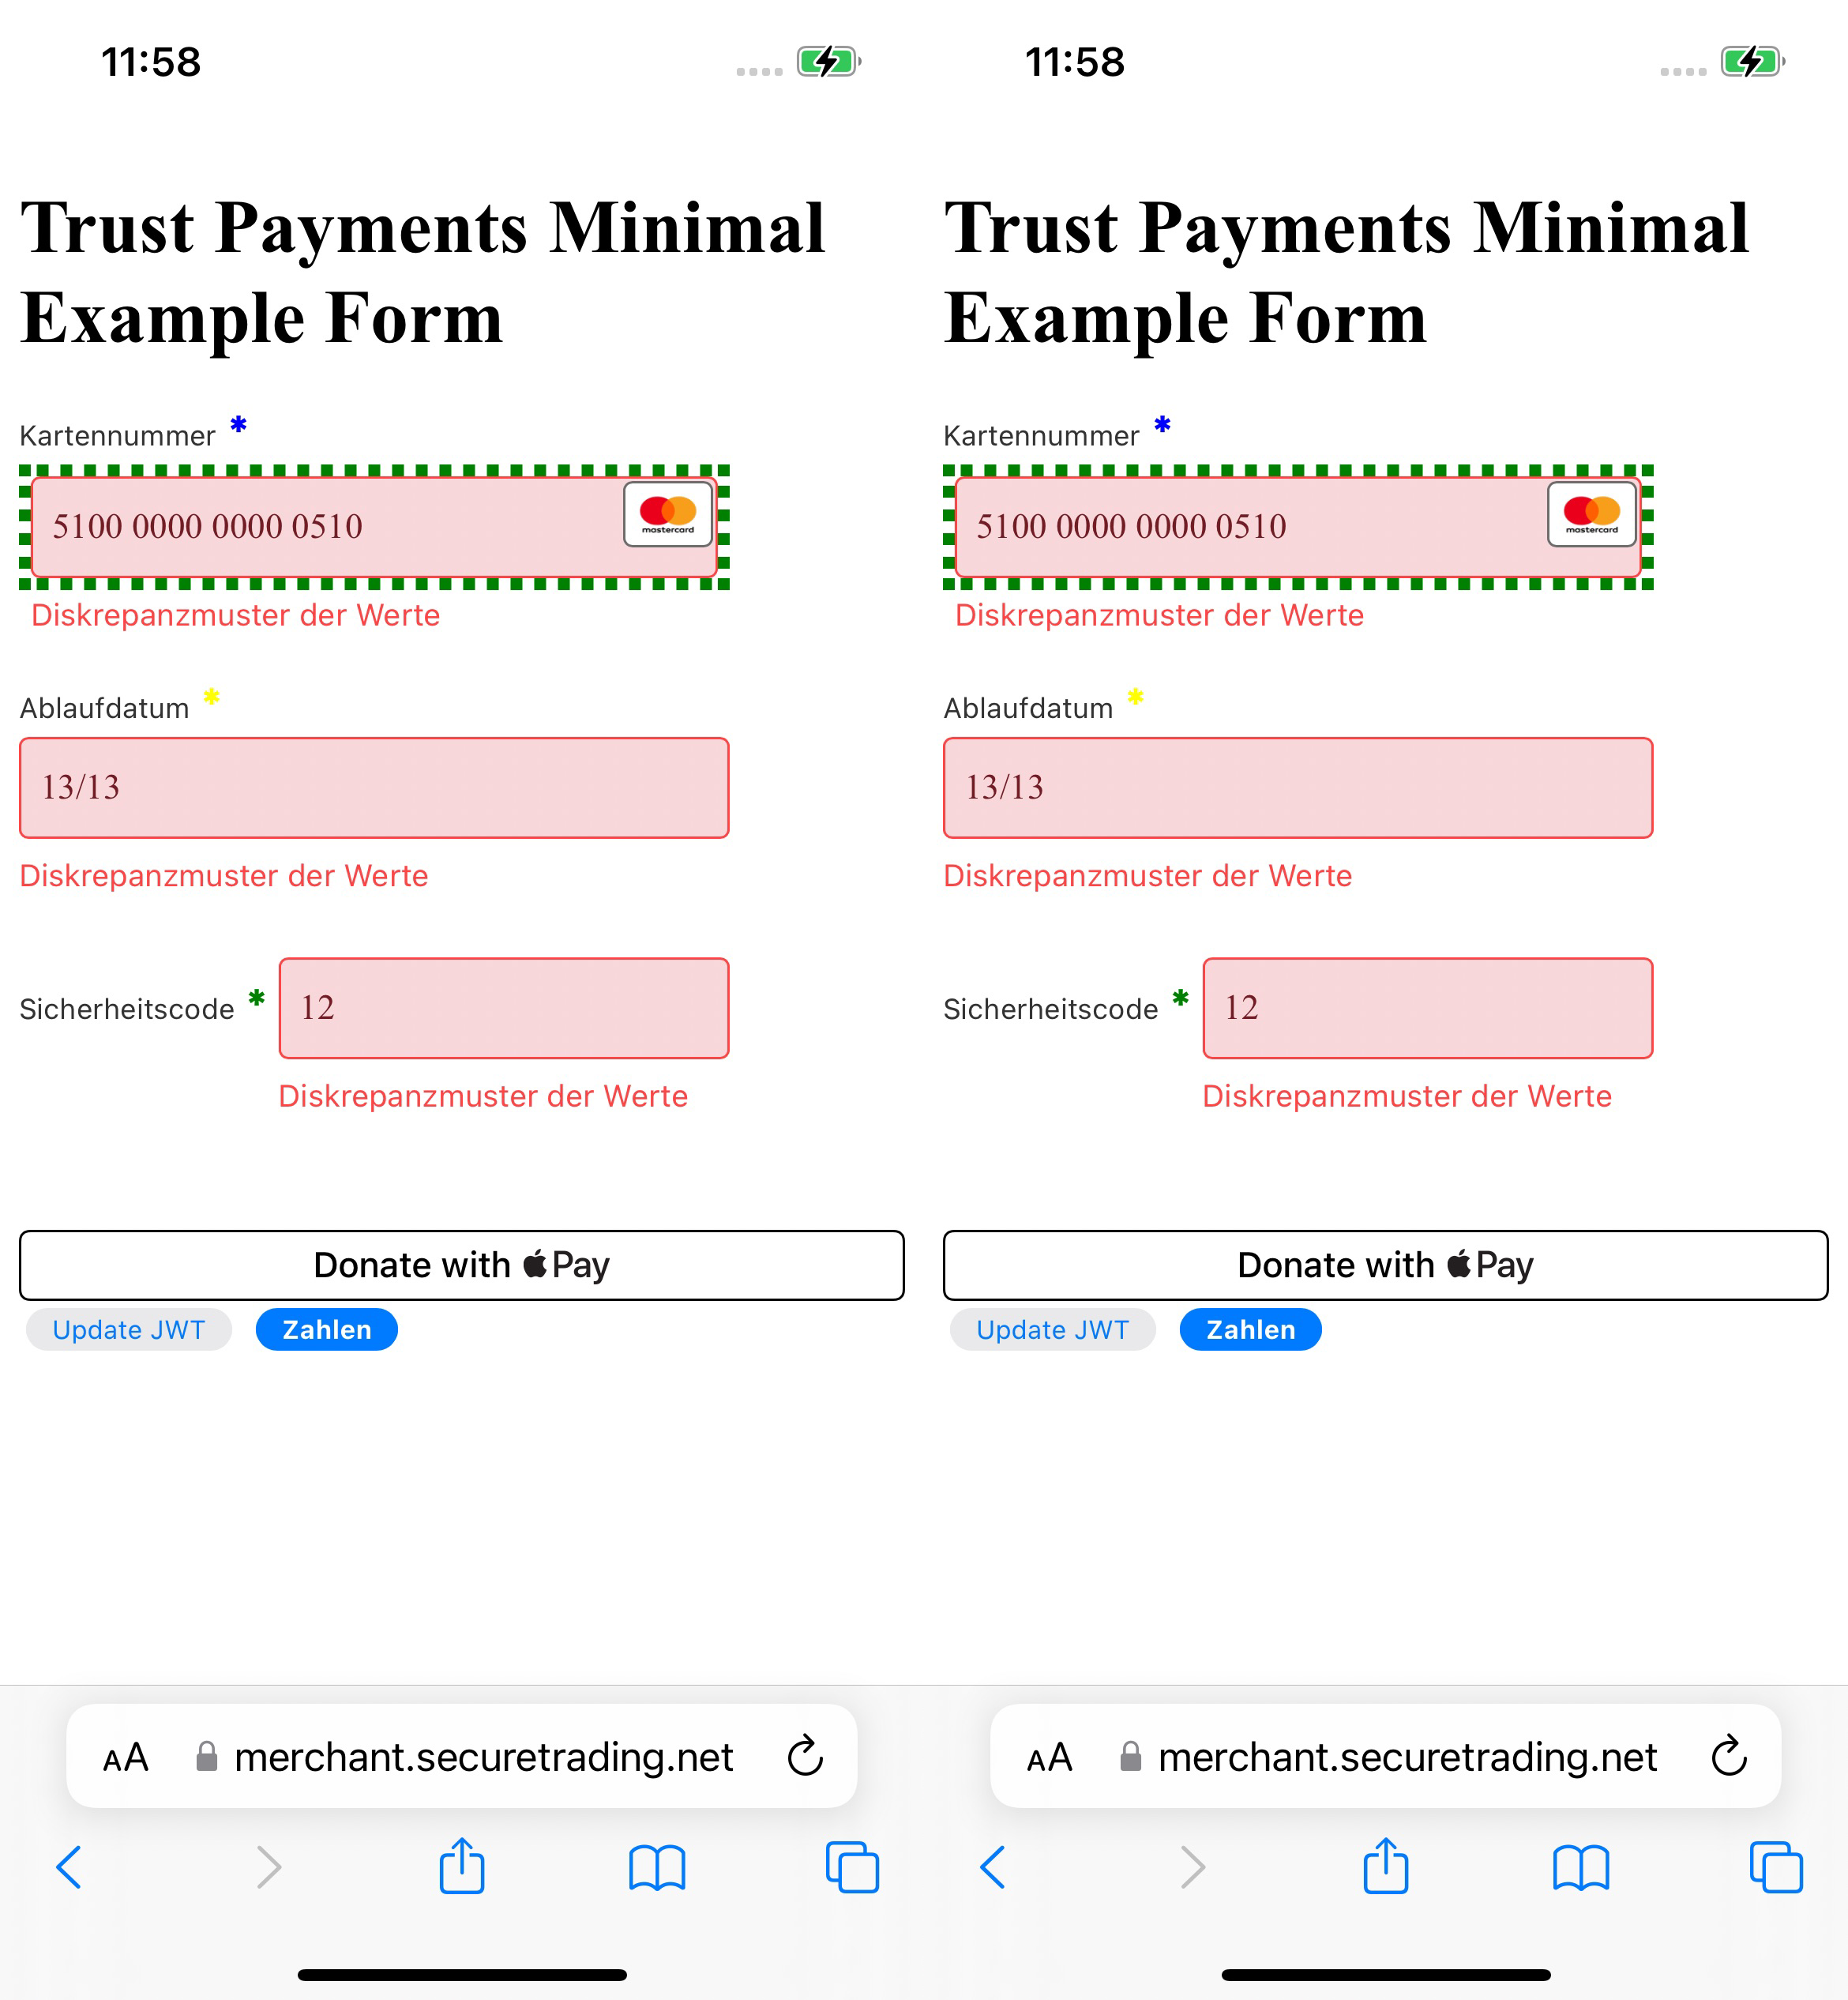 11:58
Trust Payments Minimal
Example Form
Kartennummer *
5100 0000 0000 0510
mastercard
Diskrepanzmuster der Werte
Ablaufdatum *
13/13
Diskrepanzmuster der Werte
Sicherheitscode *
12
Diskrepanzmuster der Werte
Donate with Pay
Update JWT
Zahlen
AA
merchant.securetrading.net
11:58
Trust Payments Minimal
Example Form
Kartennummer *
5100 0000 0000 0510
mastercard
Diskrepanzmuster der Werte
Ablaufdatum *
13/13
Diskrepanzmuster der Werte
Sicherheitscode *
12
Diskrepanzmuster der Werte
Donate with Pay
Update JWT
Zahlen
AA
merchant.securetrading.net